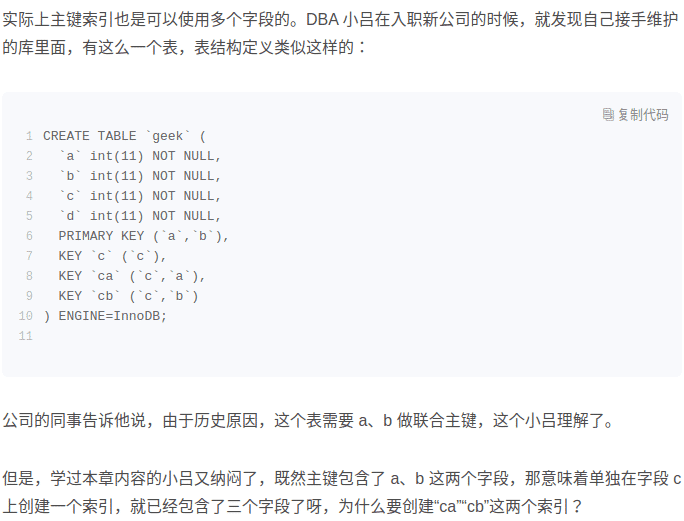 实际上主键索引也是可以使用多个字段的。DBA 小吕在入职新公司的时候，就发现自己接手维护
的库里面，有这么一个表，表结构定义类似这样的：
复制代码
1 CREATE TABLE `geek` (
2   `a` int(11) NOT NULL,
3   `b` int(11) NOT NULL,
4   `c` int(11) NOT NULL,
5   `d` int(11) NOT NULL,
6   PRIMARY KEY (`a`,`b`),
7   KEY `c` (`c`),
8   KEY `ca` (`c`,`a`),
9   KEY `cb` (`c`,`b`)
10 ) ENGINE=InnoDB;
11
公司的同事告诉他说，由于历史原因，这个表需要 a、b 做联合主键，这个小吕理解了。
但是，学过本章内容的小吕又纳闷了，既然主键包含了 a、b 这两个字段，那意味着单独在字段 c
上创建一个索引，就已经包含了三个字段了呀，为什么要创建“ca”“cb”这两个索引？